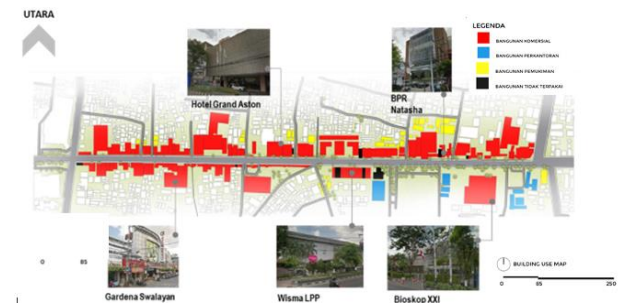 UTARA
LEGENDA
BANGUNAN KOMERSIAL
BANGUNAN PERKANTORAN
BANGUNAN PEMUKIMAN
BANGUNAN TIDAK TERPAKAI
Hotel Grand Aston
BPR
Natasha
0 85
Gardena Swalayan
Wisma LPP
Bioskop XXI
BUILDING USE MAP
0 85 250